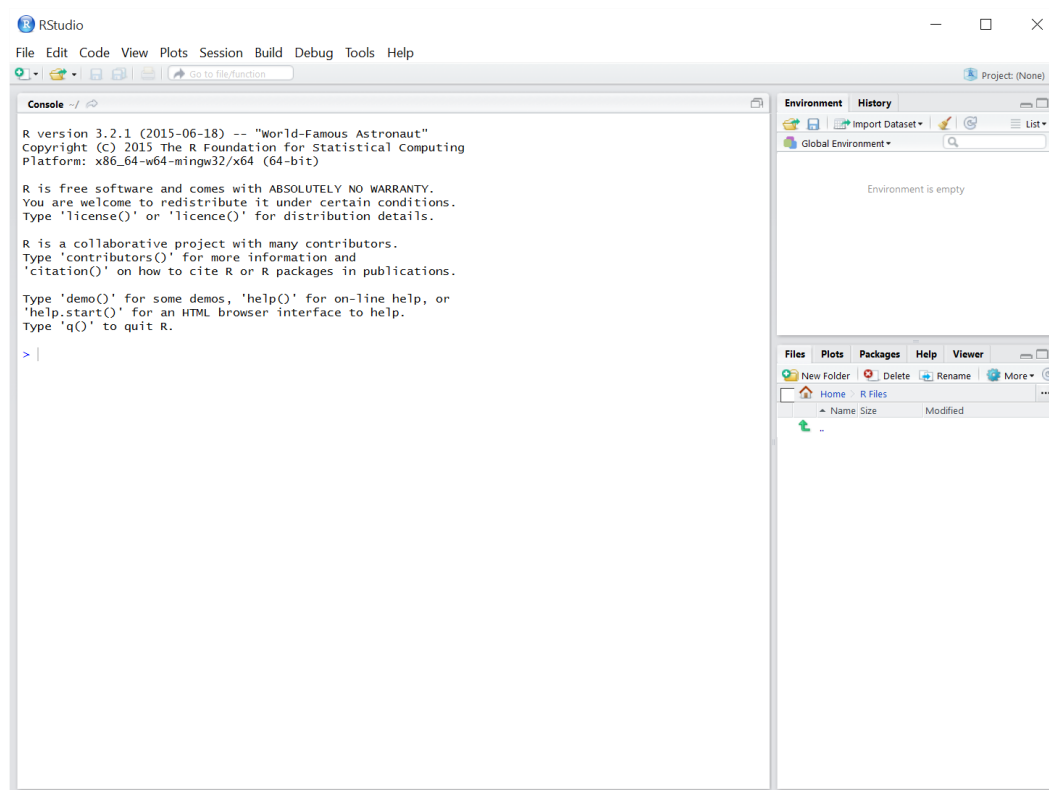 RStudio
File Edit Code View Plots Session Build Debug Tools Help
Go to file/function
Project: (None)
Console ~/
R version 3.2.1 (2015-06-18) -- "World-Famous Astronaut"
Copyright (C) 2015 The R Foundation for Statistical Computing
Platform: x86_64-w64-mingw32/x64 (64-bit)
R is free software and comes with ABSOLUTELY NO WARRANTY.
You are welcome to redistribute it under certain conditions.
Type 'license()' or 'licence()' for distribution details.
R is a collaborative project with many contributors.
Type 'contributors()' for more information and
'citation()' on how to cite R or R packages in publications.
Type 'demo()' for some demos, 'help()' for on-line help, or
'help.start()' for an HTML browser interface to help.
Type 'q()' to quit R.
>
Environment History
Import Dataset List
Global Environment
Environment is empty
Files Plots Packages Help Viewer
New Folder Delete Rename More
Home R Files
Name Size Modified
..